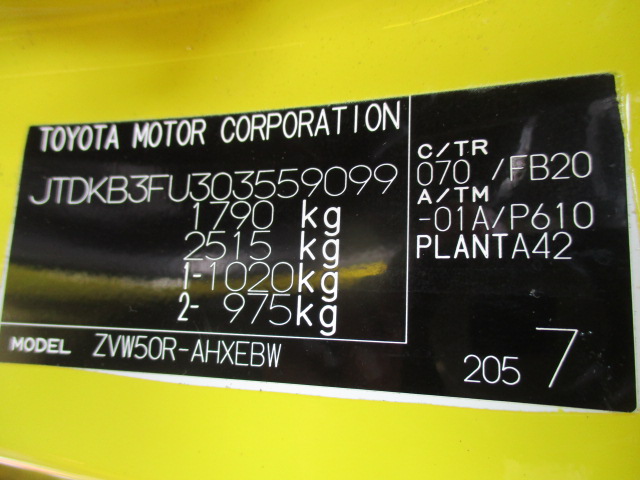 TOYOTA MOTOR CORPORATION
JTDKB3FU303559099
1790 kg
2515 kg
1-1020kg
2- 975kg
MODEL ZVW50R-AHXEBW
C/TR
070 /FB20
A/TM
-01A/P610
PLANTA42
205 7